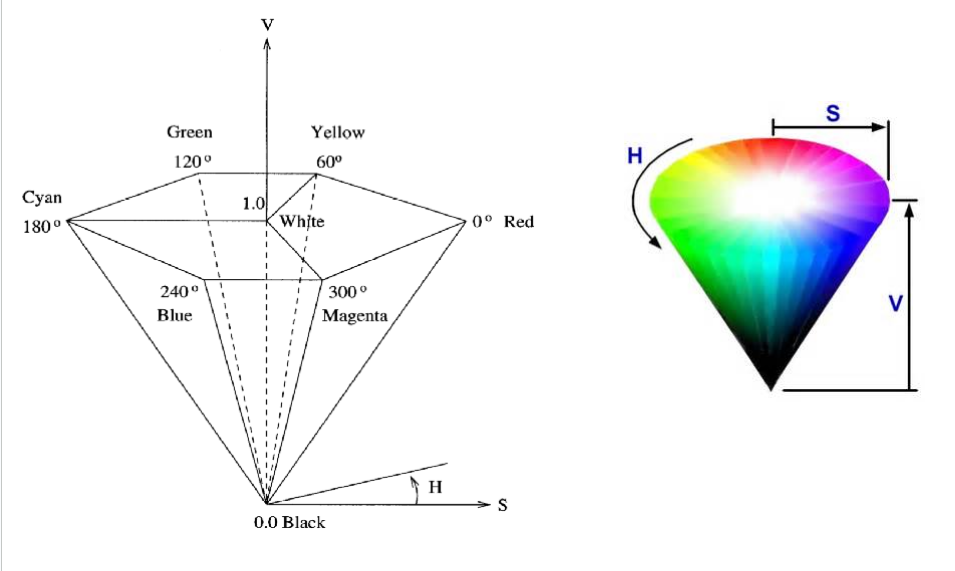 V
Green
Yellow
120°
60°
Cyan
1.0
180°
White
0° Red
240°
300°
Blue
Magenta
H
S
0.0 Black
S
H
V